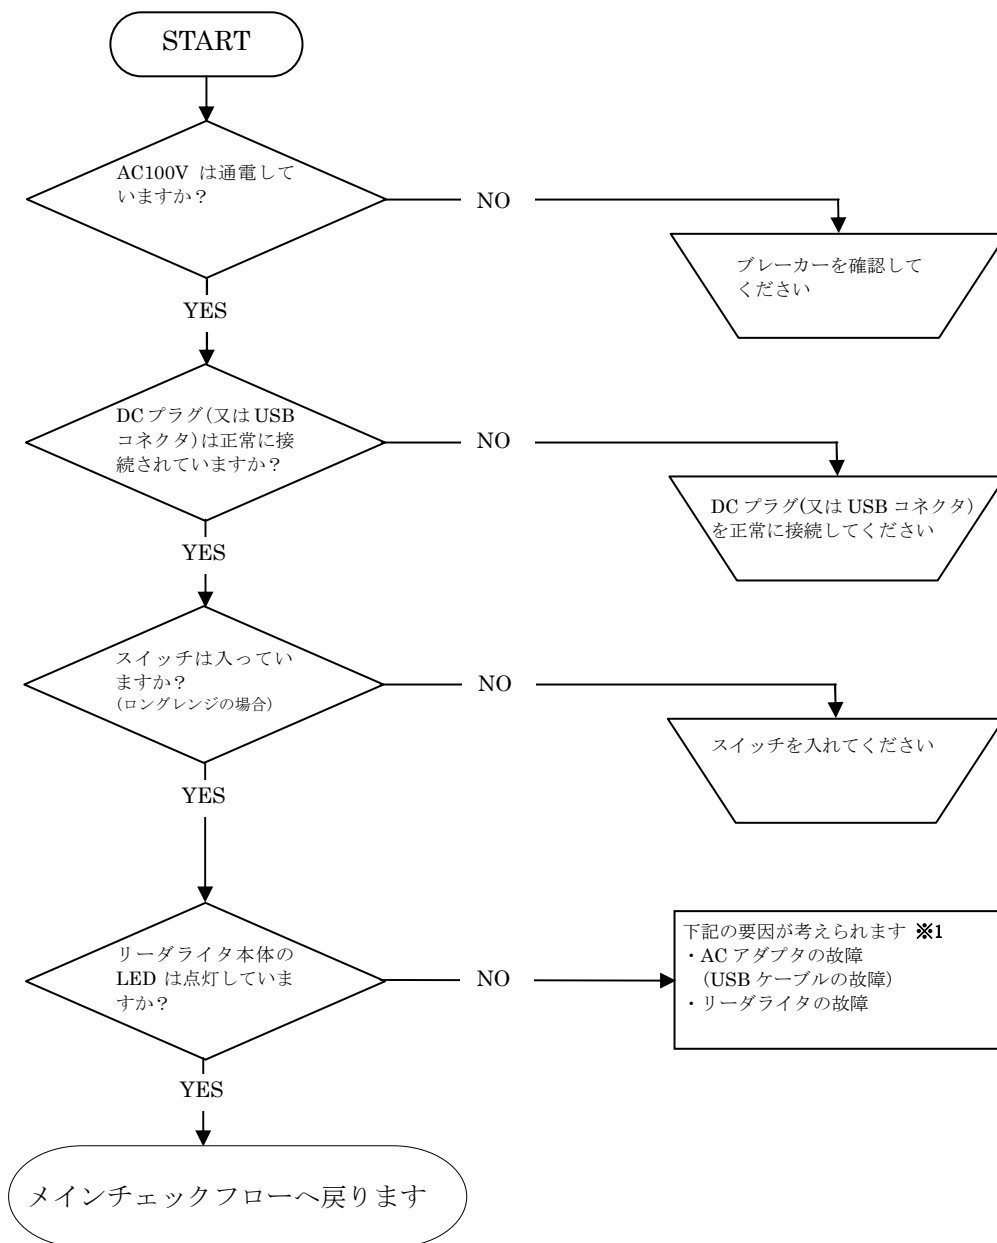 START
AC100V は通電して
いますか？
NO
ブレーカーを確認して
ください
YES
DC プラグ(又は USB
コネクタ)は正常に接
続されていますか？
NO
DC プラグ(又は USB コネクタ)
を正常に接続してください
YES
スイッチは入ってい
ますか？
(ロングレンジの場合)
NO
スイッチを入れてください
YES
リーダライタ本体の
LED は点灯していま
すか？
NO
下記の要因が考えられます ※1
・AC アダプタの故障
(USB ケーブルの故障)
・リーダライタの故障
YES
メインチェックフローへ戻ります